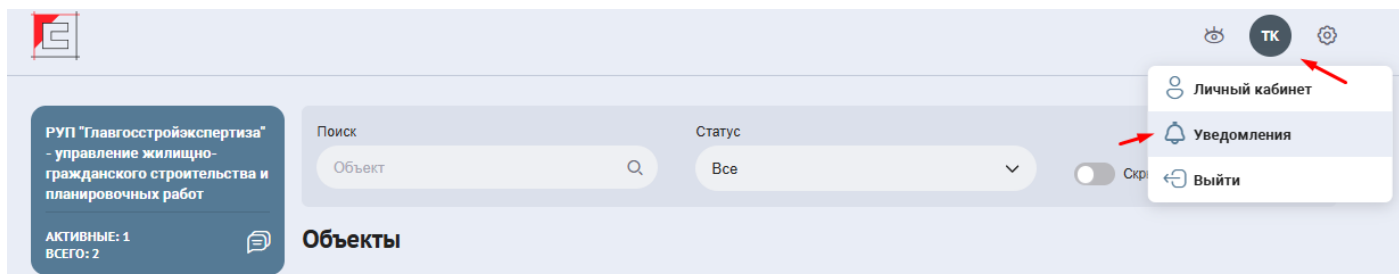 ТК
Личный кабинет
Уведомления
Выйти
РУП "Главгосстройэкспертиза"
- управление жилищно-
гражданского строительства и
планировочных работ
АКТИВНЫЕ: 1
ВСЕГО: 2
Поиск
Объект
Статус
Все
Объекты